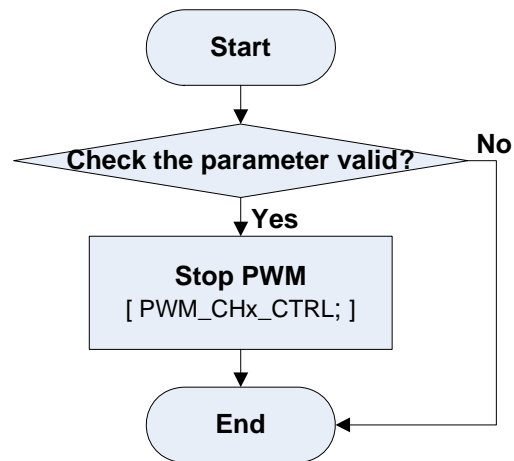 Start
Check the parameter valid?
No
Yes
Stop PWM
[ PWM_CHx_CTRL; ]
End